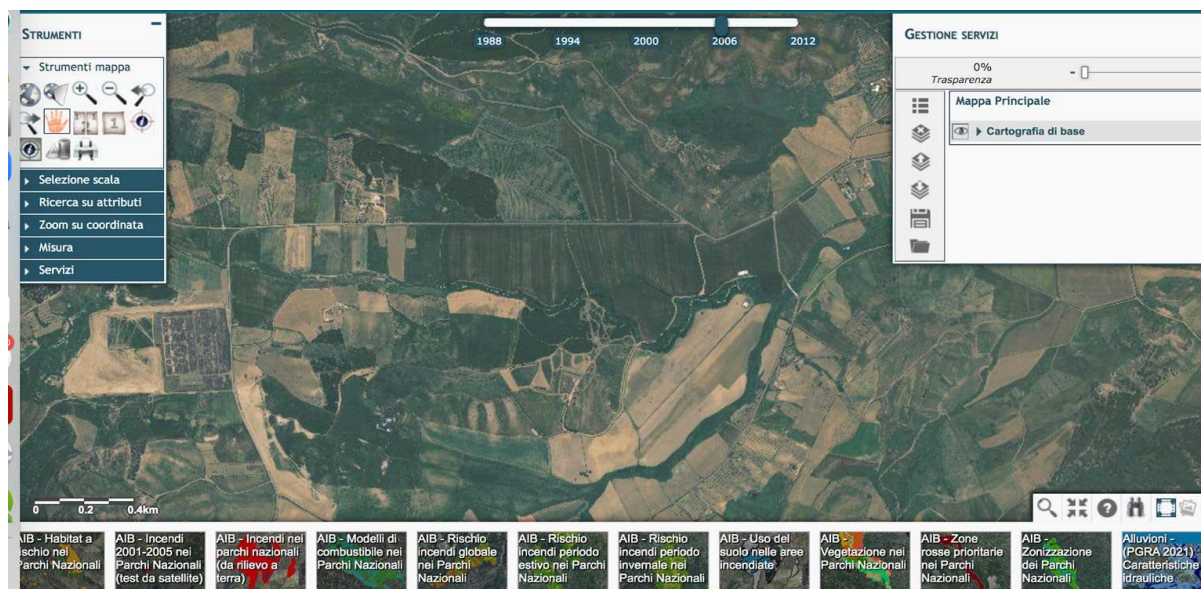 STRUMENTI
Strumenti mappa
1
Selezione scala
Ricerca su attributi
Zoom su coordinata
Misura
Servizi
1988 1994 2000 2006 2012
GESTIONE SERVIZI
0%
Trasparenza
-
Mappa Principale
Cartografia di base
0 0.2 0.4km
AIB - Habitat a
rischio nei
Parchi Nazionali
AIB - Incendi
2001-2005 nei
Parchi Nazionali
(test da satellite)
AIB - Incendi nei
parchi nazionali
(da rilievo a
terra)
AIB - Modelli di
combustibile nei
Parchi Nazionali
AIB - Rischio
incendi globale
nei Parchi
Nazionali
AIB - Rischio
incendi periodo
estivo nei Parchi
Nazionali
AIB - Rischio
incendi periodo
invernale nei
Parchi Nazionali
AIB - Uso del
suolo nelle aree
incendiate
AIB -
Vegetazione nei
Parchi Nazionali
AIB - Zone
rosse prioritarie
nei Parchi
Nazionali
AIB -
Zonizzazione
dei Parchi
Nazionali
Alluvioni -
(PGRA 2021)
Caratteristiche
idrauliche